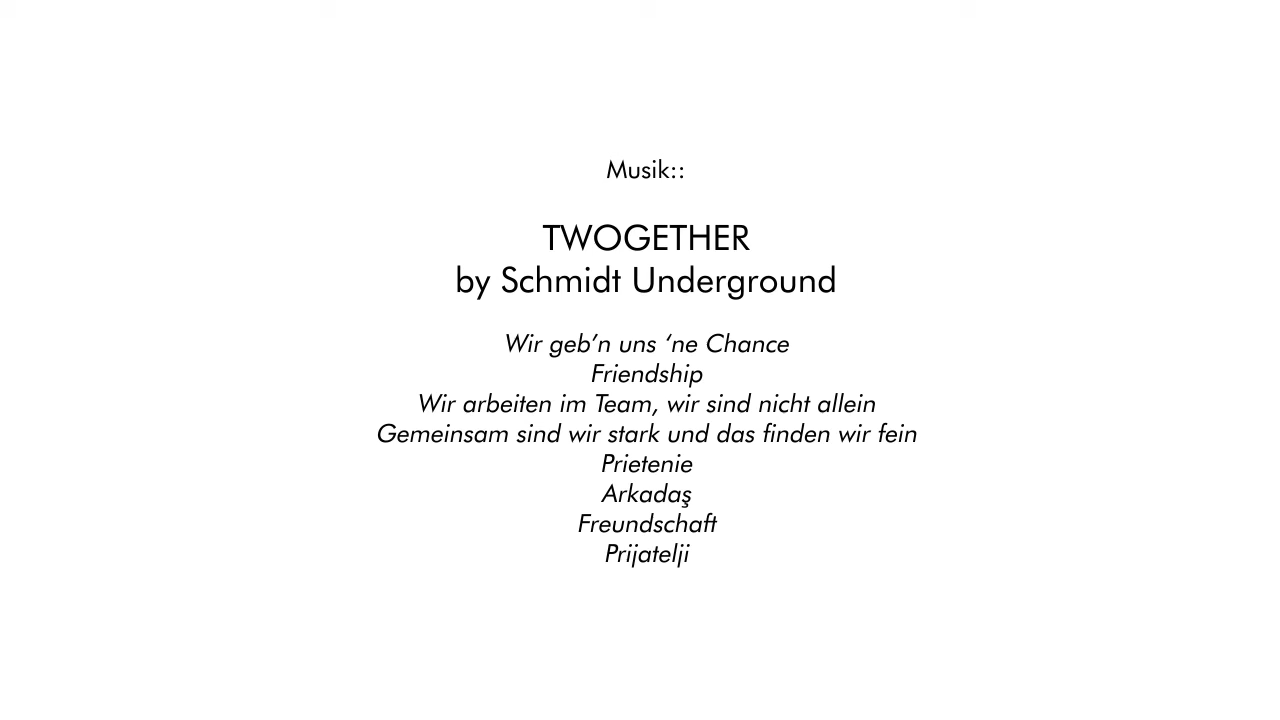 Musik::
TWOGETHER
by Schmidt Underground
Wir geb’n uns ‘ne Chance
Friendship
Wir arbeiten im Team, wir sind nicht allein
Gemeinsam sind wir stark und das finden wir fein
Prietenie
Arkadaş
Freundschaft
Prijatelji